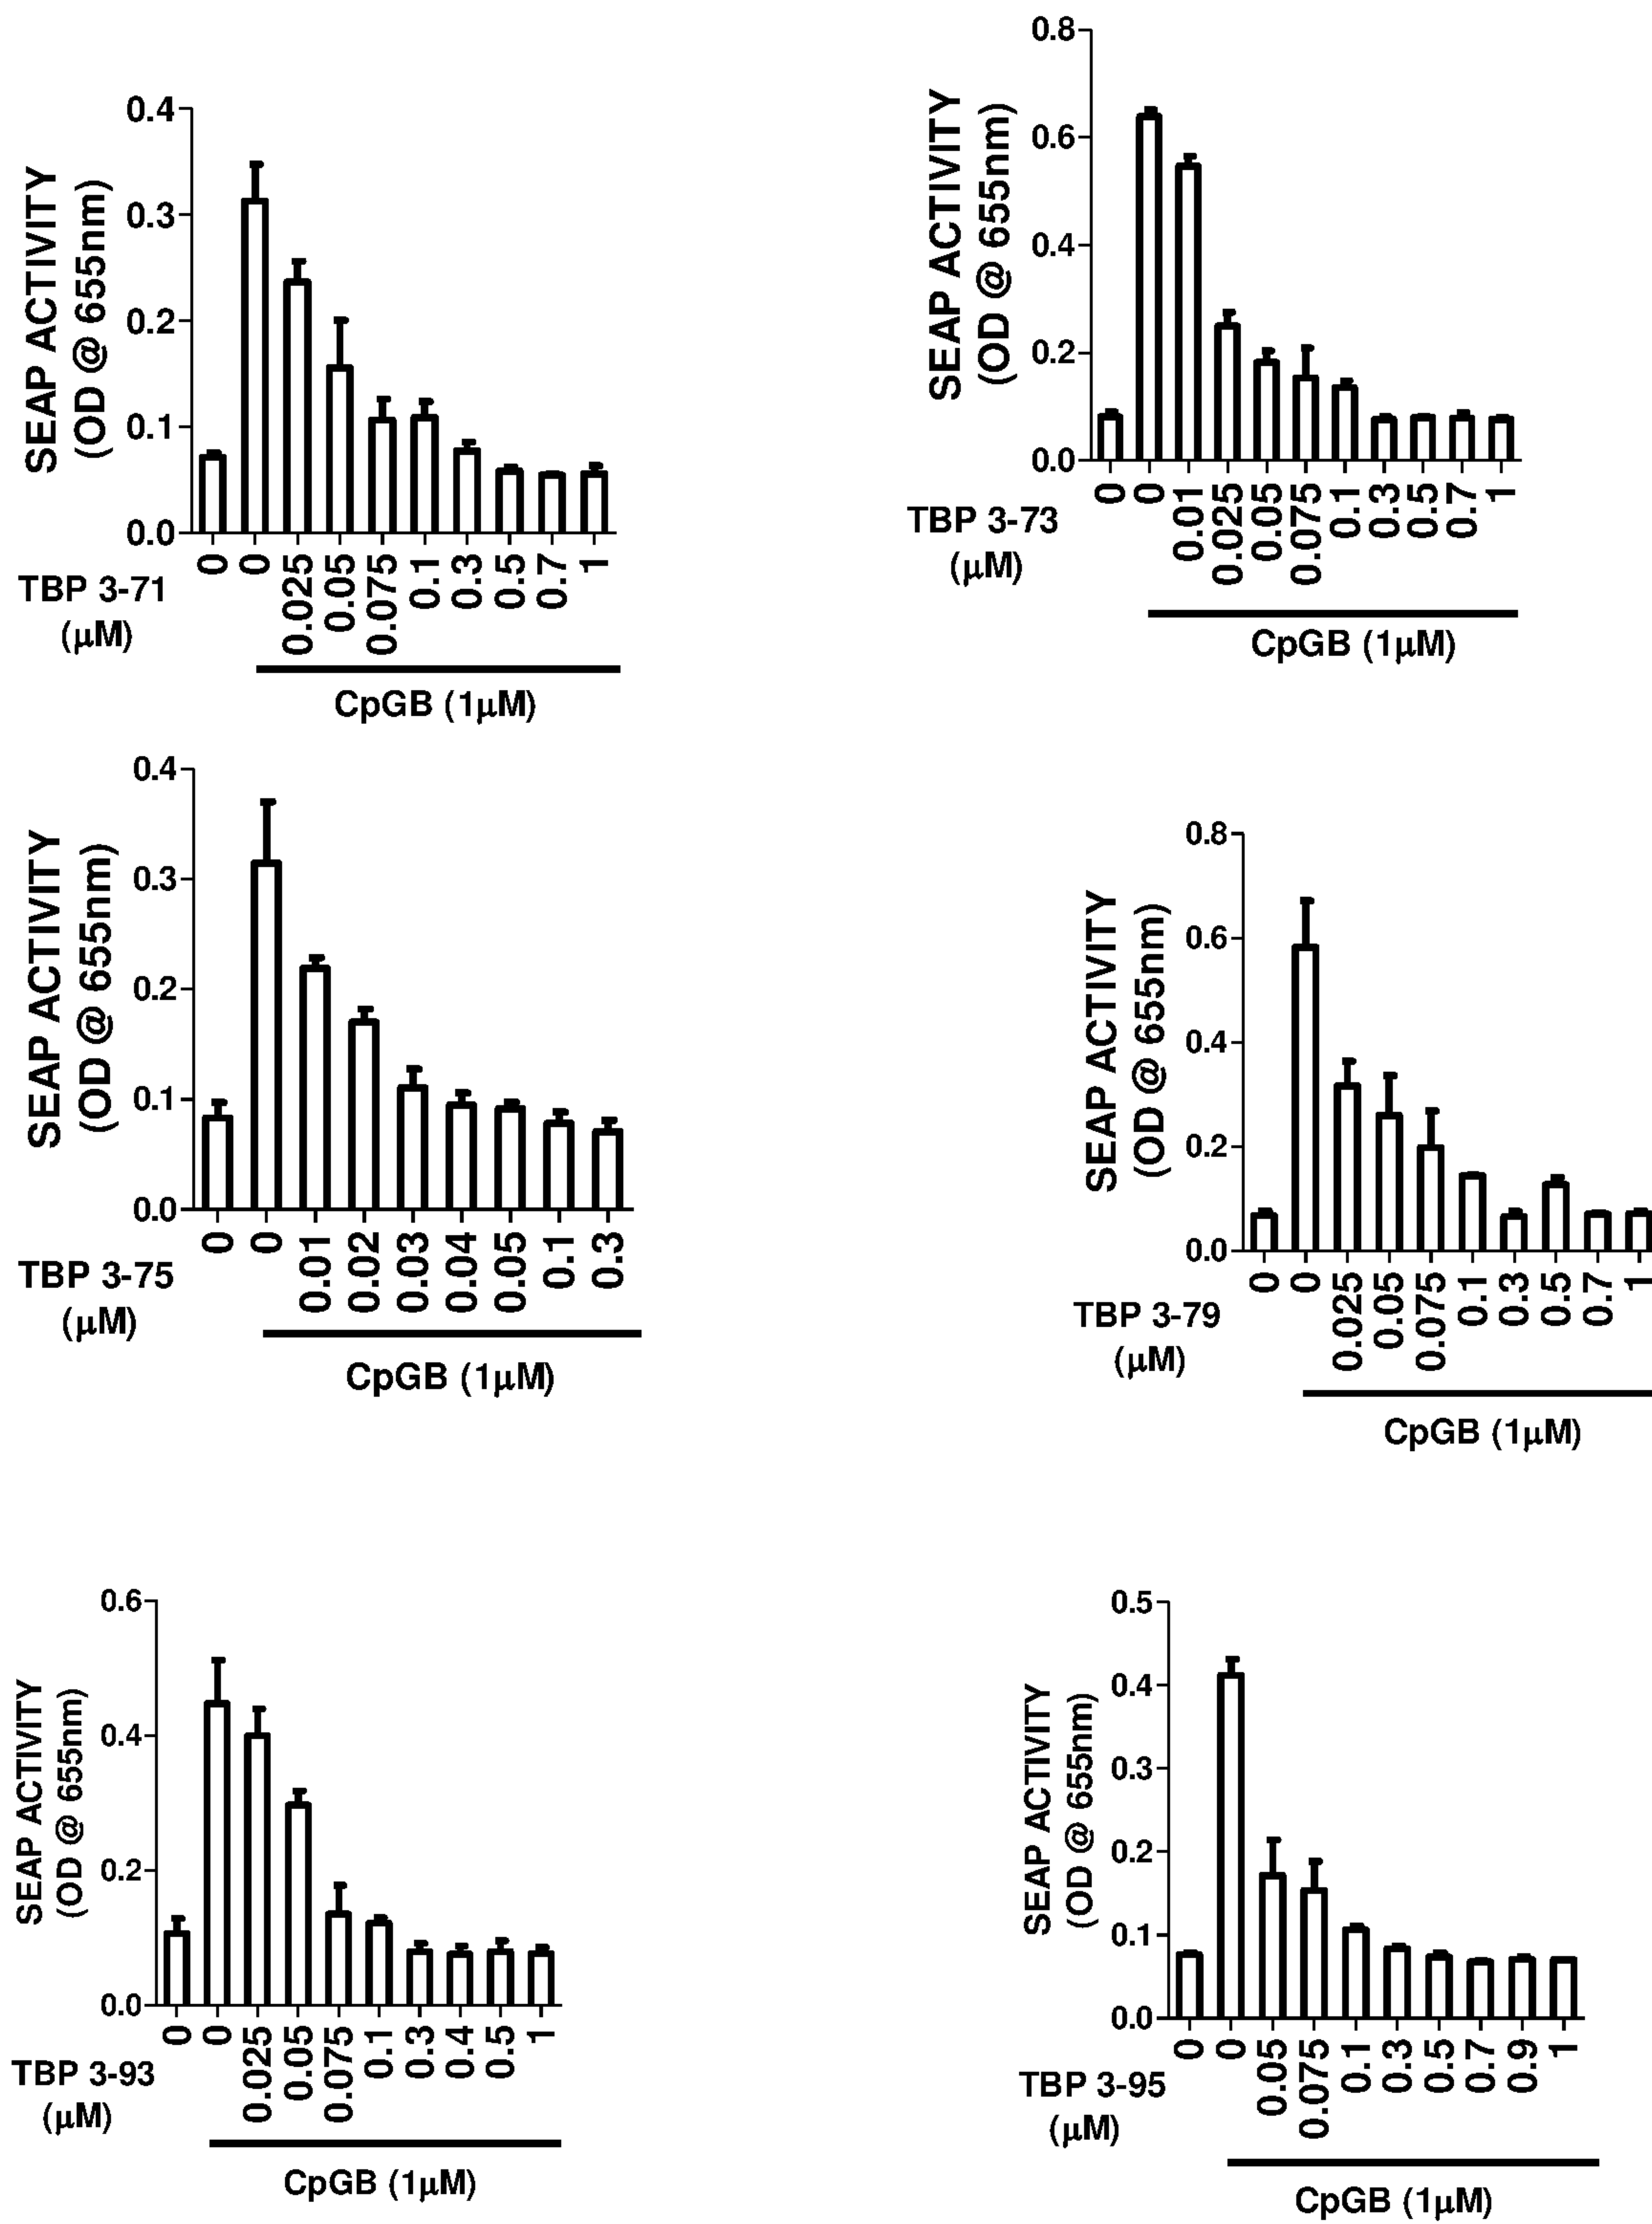 SEAP ACTIVITY
(OD @ 655nm)
0.4
0.3
0.2
0.1
0.0
0 0 0.025 0.05 0.075 0.1 0.3 0.5 0.7 1
TBP 3-71
(μM)
CpGB (1μM)
SEAP ACTIVITY
(OD @ 655nm)
0.8
0.6
0.4
0.2
0.0
0 0 0.01 0.025 0.05 0.075 0.1 0.3 0.5 0.7 1
TBP 3-73
(μM)
CpGB (1μM)
SEAP ACTIVITY
(OD @ 655nm)
0.4
0.3
0.2
0.1
0.0
0 0 0.01 0.02 0.03 0.04 0.05 0.1 0.3
TBP 3-75
(μM)
CpGB (1μM)
SEAP ACTIVITY
(OD @ 655nm)
0.8
0.6
0.4
0.2
0.0
0 0 0.025 0.05 0.075 0.1 0.3 0.5 0.7 1
TBP 3-79
(μM)
CpGB (1μM)
SEAP ACTIVITY
(OD @ 655nm)
0.6
0.4
0.2
0.0
0 0 0.025 0.05 0.075 0.1 0.3 0.4 0.5 1
TBP 3-93
(μM)
CpGB (1μM)
SEAP ACTIVITY
(OD @ 655nm)
0.5
0.4
0.3
0.2
0.1
0.0
0 0 0.05 0.075 0.1 0.3 0.5 0.7 0.9 1
TBP 3-95
(μM)
CpGB (1μM)